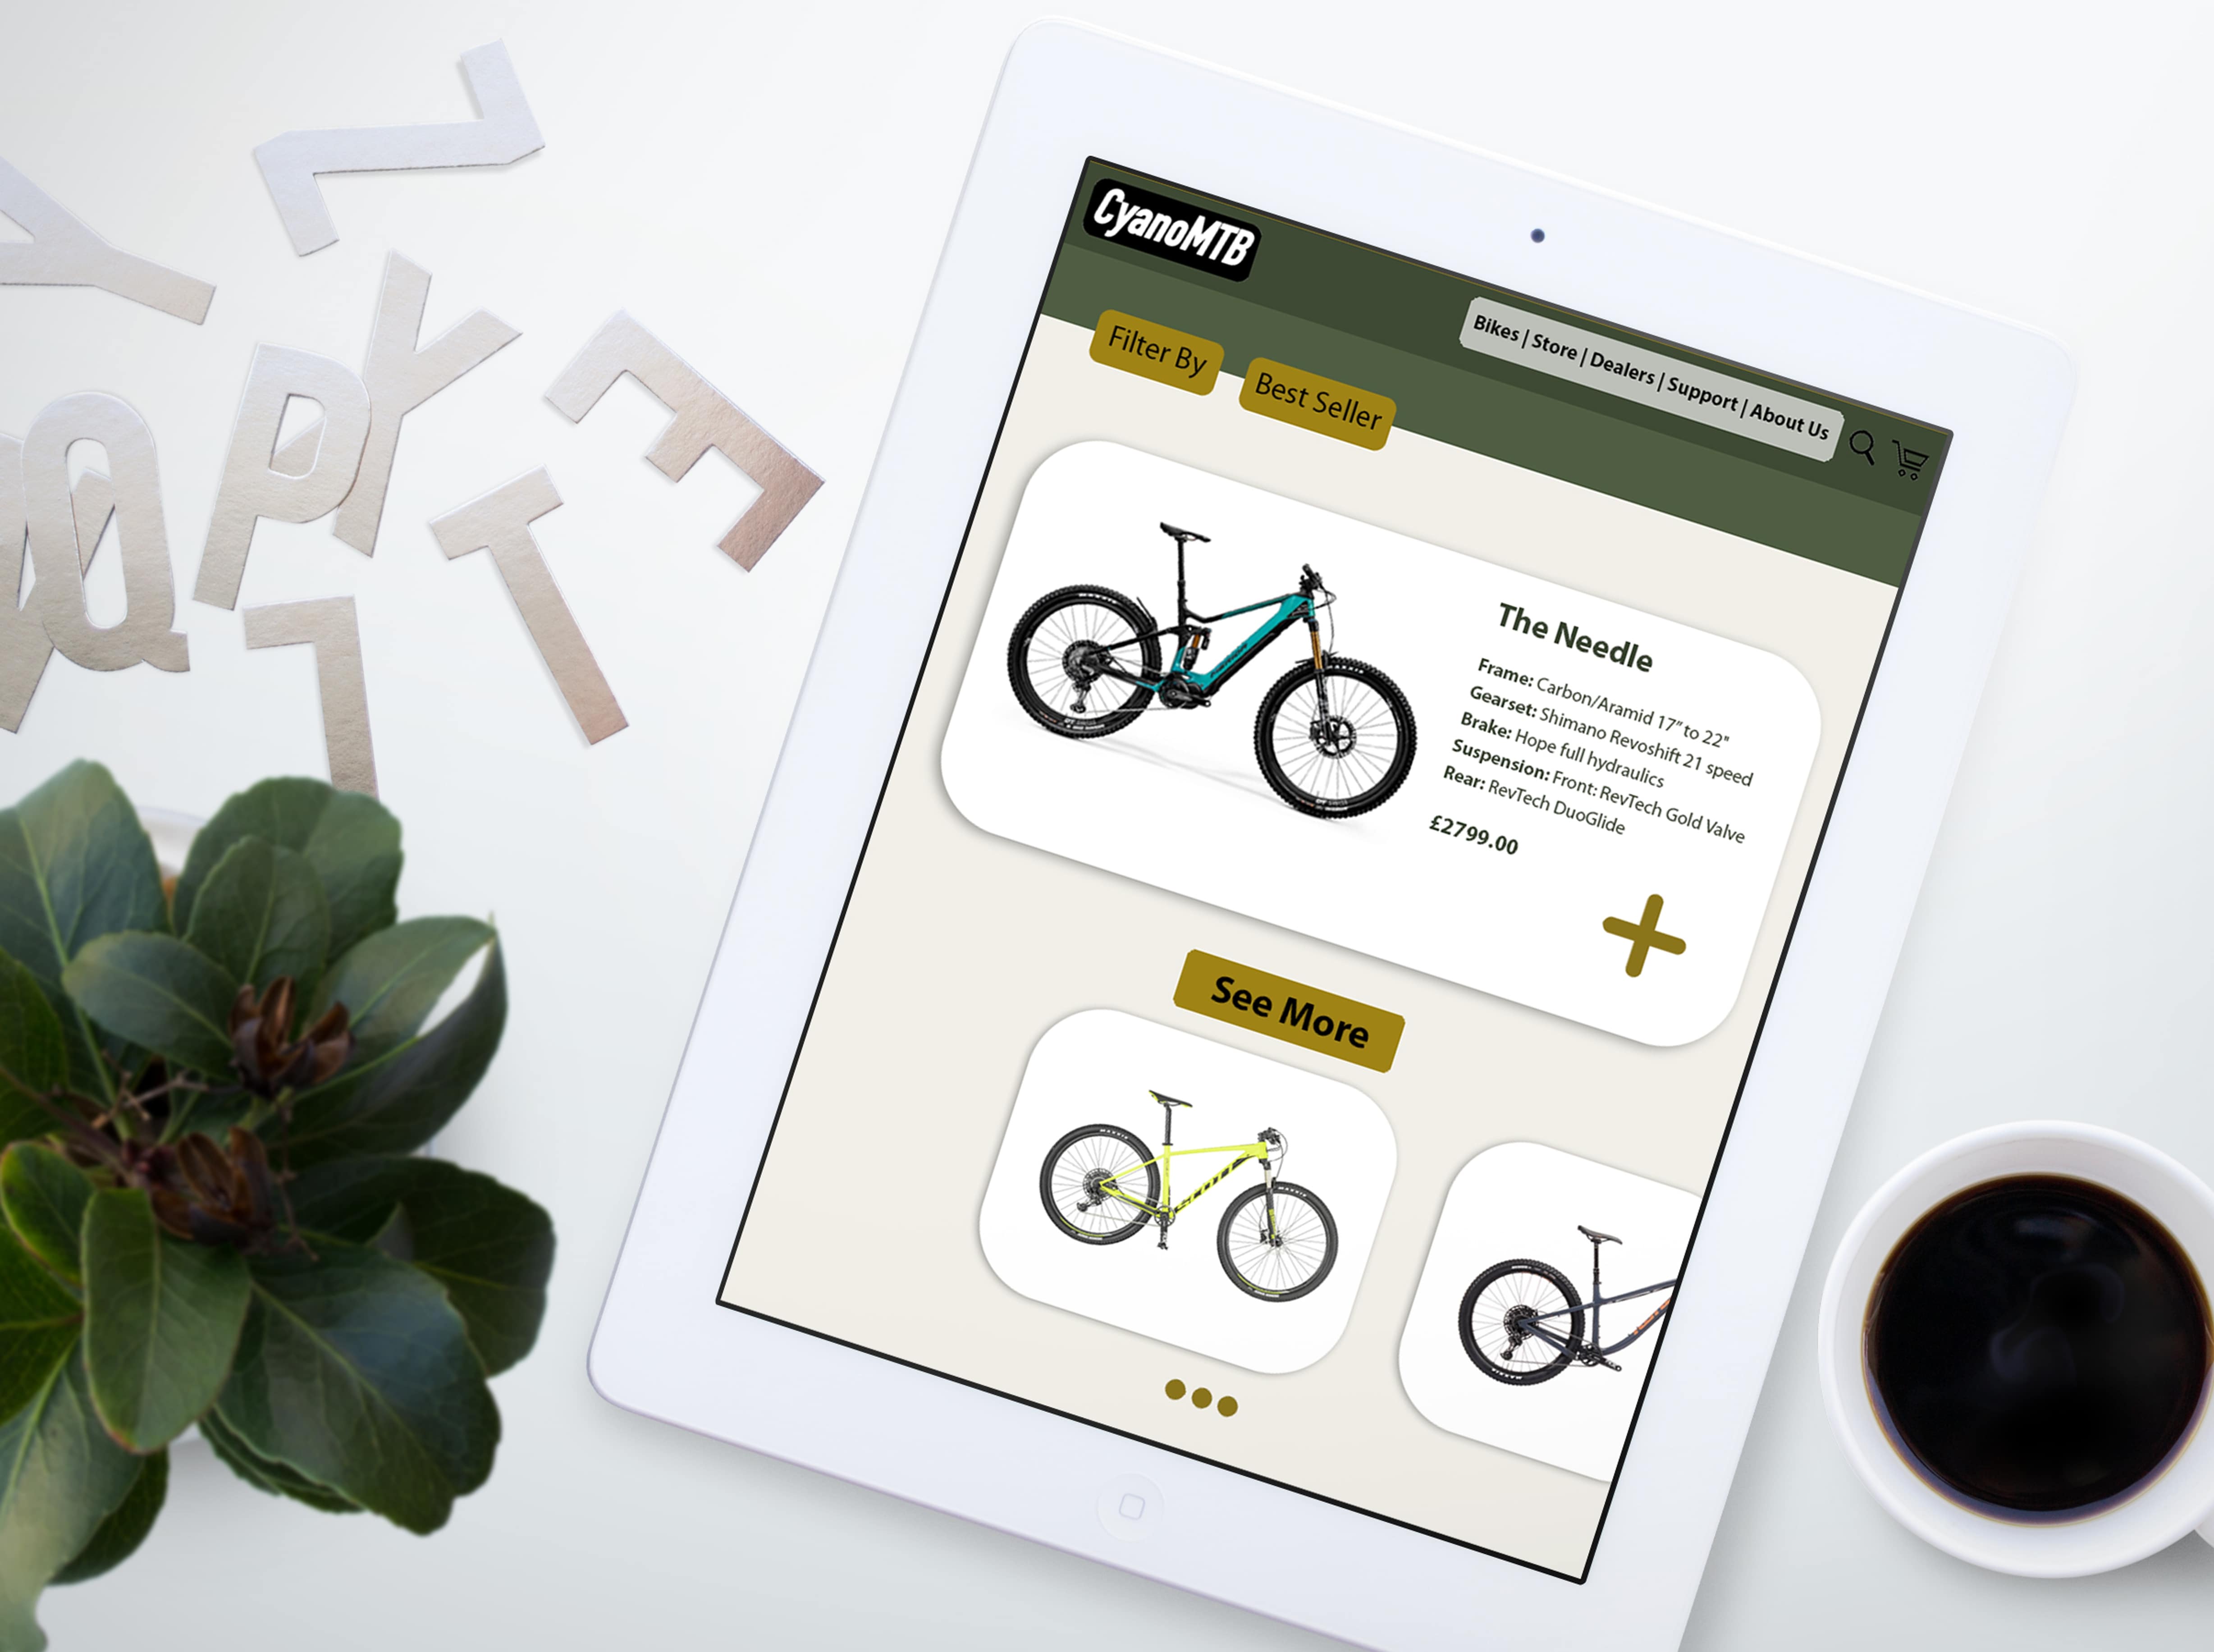 CyanoMTB
Bikes | Store | Dealers | Support | About Us
Filter By
Best Seller
The Needle
Frame: Carbon/Aramid 17” to 22"
Gearset: Shimano Revoshift 21 speed
Brake: Hope full hydraulics
Suspension: Front: RevTech Gold Valve
Rear: RevTech DuoGlide
£2799.00
See More
SCOTT
Z
Y
Y
P
Q
E
T
L